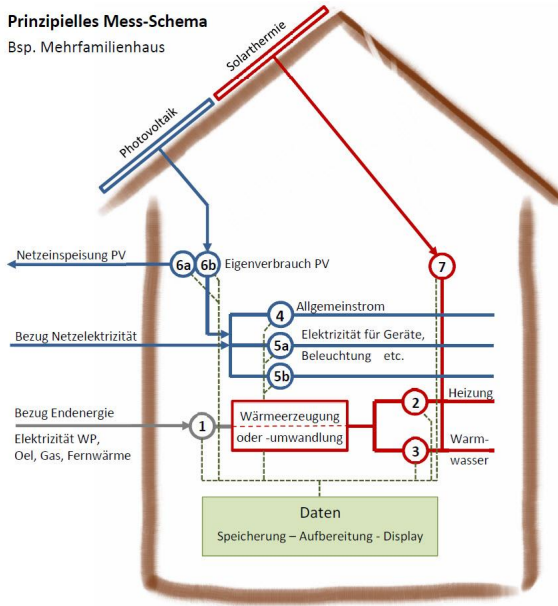 Prinzipielles Mess-Schema
Bsp. Mehrfamilienhaus
Solarthermie
Photovoltaik
Netzeinspeisung PV
6a
6b
Eigenverbrauch PV
7
4
Allgemeinstrom
Bezug Netzelektrizität
5a
Elektrizität für Geräte,
Beleuchtung etc.
5b
Bezug Endenergie
1
Elektrizität WP,
Oel, Gas, Fernwärme
Wärmeerzeugung
oder -umwandlung
2
Heizung
3
Warm-
wasser
Daten
Speicherung – Aufbereitung - Display